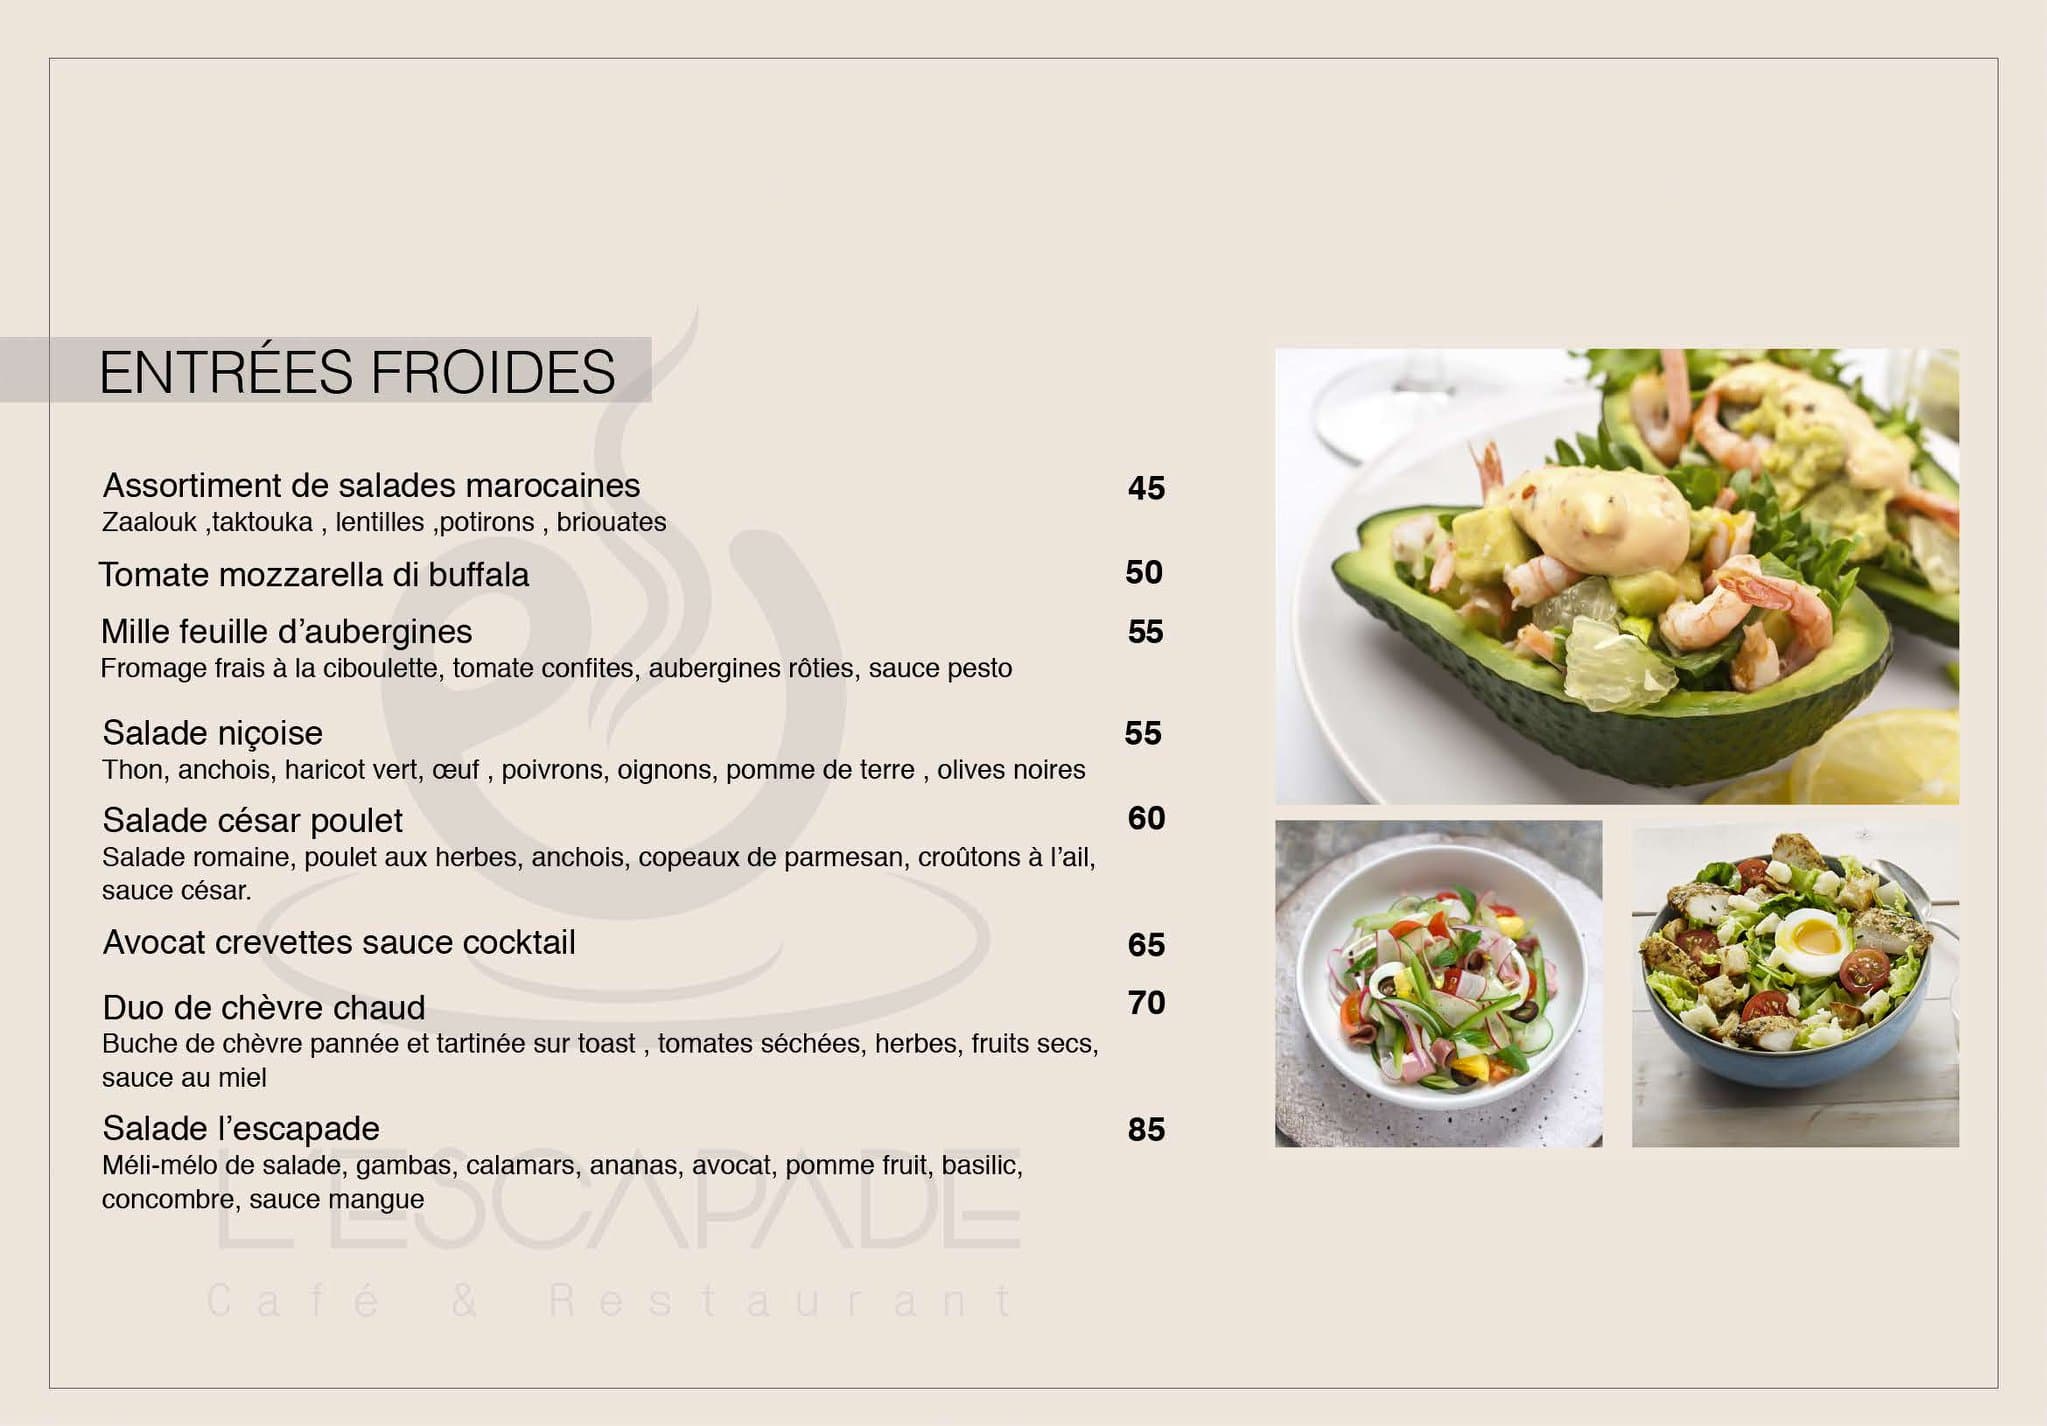 ENTRÉES FROIDES
Assortiment de salades marocaines 45
Zaalouk ,taktouka , lentilles ,potirons , briouates
Tomate mozzarella di buffala 50
Mille feuille d’aubergines 55
Fromage frais à la ciboulette, tomate confites, aubergines rôties, sauce pesto
Salade niçoise 55
Thon, anchois, haricot vert, œuf , poivrons, oignons, pomme de terre , olives noires
Salade césar poulet 60
Salade romaine, poulet aux herbes, anchois, copeaux de parmesan, croûtons à l’ail,
sauce césar.
Avocat crevettes sauce cocktail 65
Duo de chèvre chaud 70
Buche de chèvre pannée et tartinée sur toast , tomates séchées, herbes, fruits secs,
sauce au miel
Salade l’escapade 85
Méli-mélo de salade, gambas, calamars, ananas, avocat, pomme fruit, basilic,
concombre, sauce mangue
L'ESCAPADE
Café & Restaurant